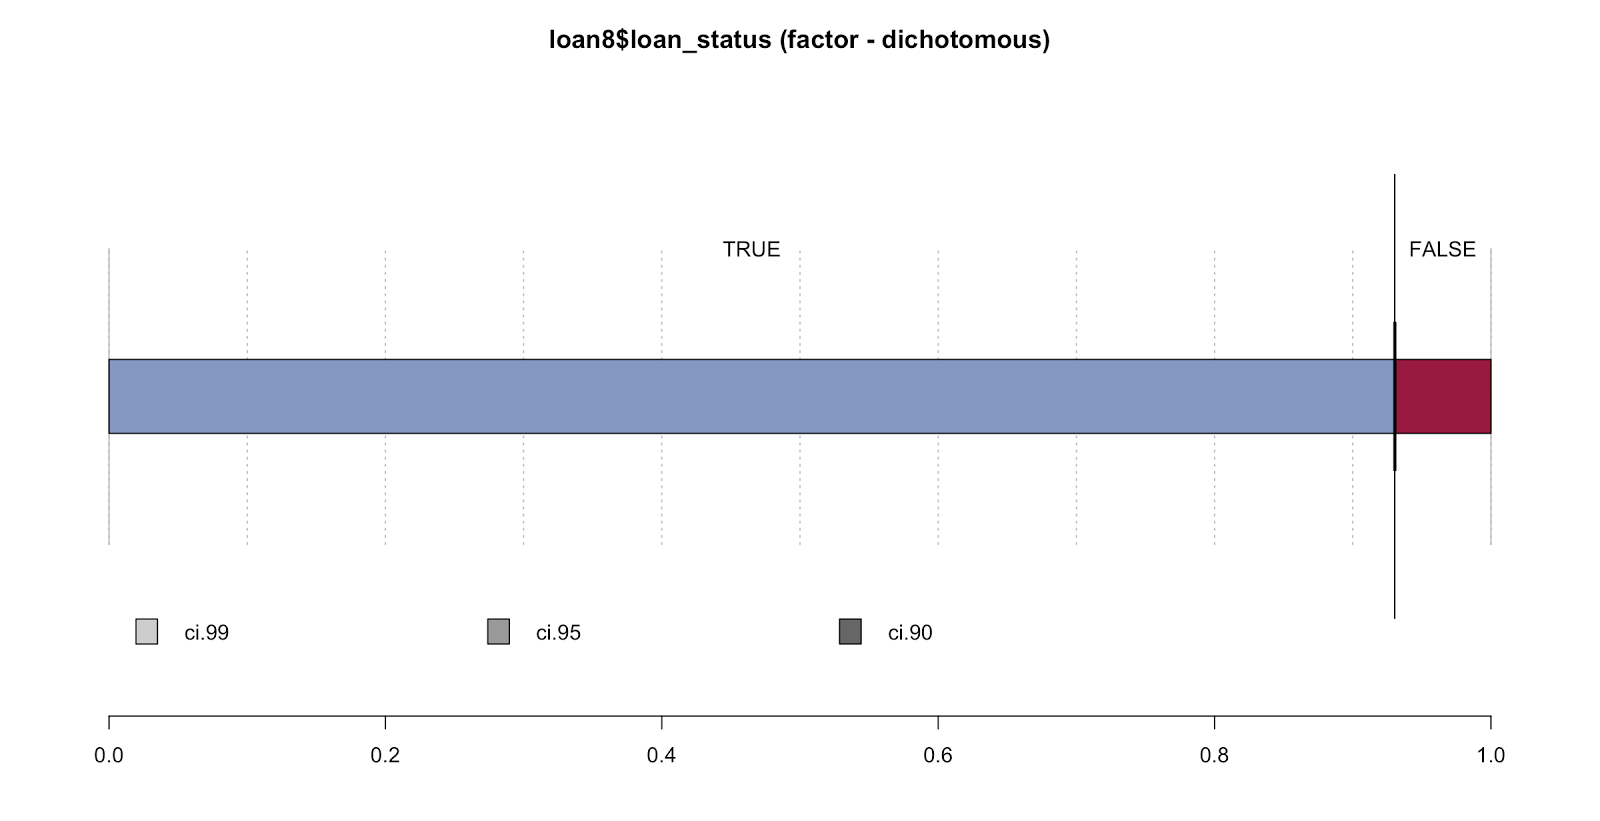 loan8$loan_status (factor - dichotomous)
TRUE FALSE
ci.99 ci.95 ci.90
0.0 0.2 0.4 0.6 0.8 1.0